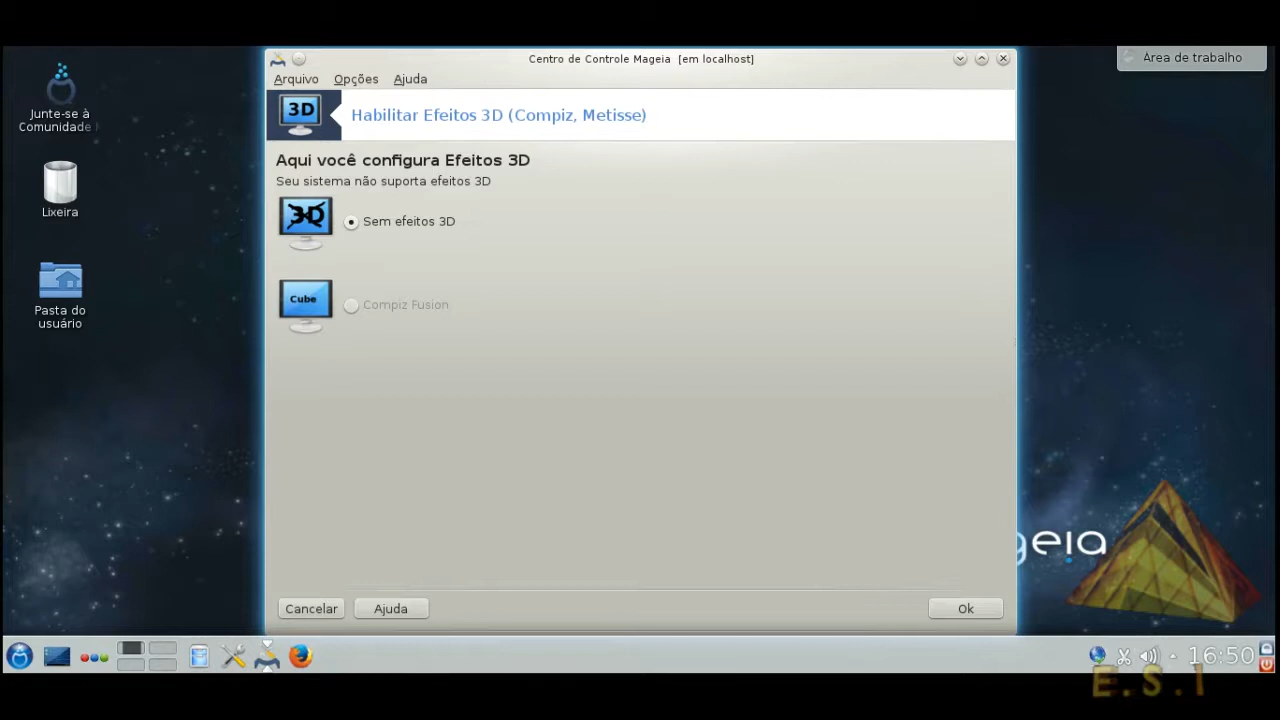 Centro de Controle Mageia [em localhost]
Área de trabalho
Arquivo Opções Ajuda
3D
Habilitar Efeitos 3D (Compiz, Metisse)
Aqui você configura Efeitos 3D
Seu sistema não suporta efeitos 3D
3D
Sem efeitos 3D
Cube
Compiz Fusion
Junte-se à
Comunidade
Lixeira
Pasta do
usuário
geia
Cancelar
Ajuda
Ok
16:50
E.S.I